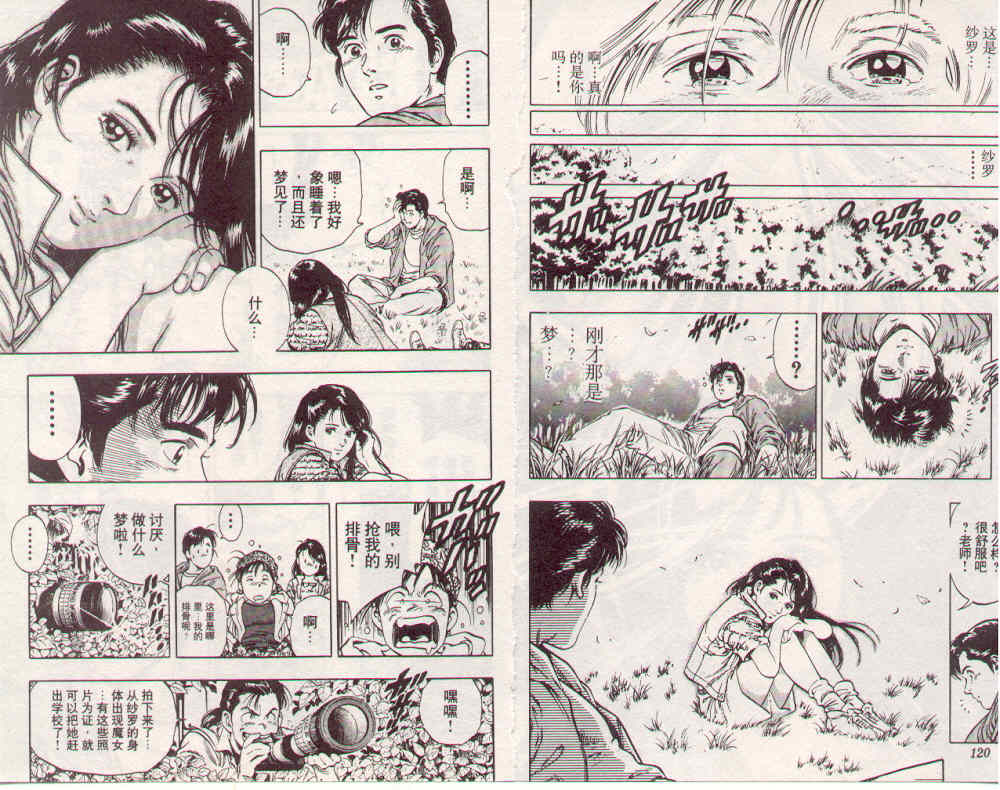 这是
纱罗…
啊…真
的是你
吗…！
纱罗
……
……？
刚才那是
…？
梦…？
怎么样？
很舒服吧
？老师！
120
………
啊……
是
啊…
嗯…我好
象睡着了
，而且还
梦见了…
什么…
……
喂，别
抢我的
排骨！
…
啊…
这里是哪
里…我的
排骨呢？
讨厌，
做什么
梦啦！
……
嘿
嘿！
拍下来了…
从纱罗的身
体出现魔女
…有这些照
片为证，就
可以把她赶
出学校了！